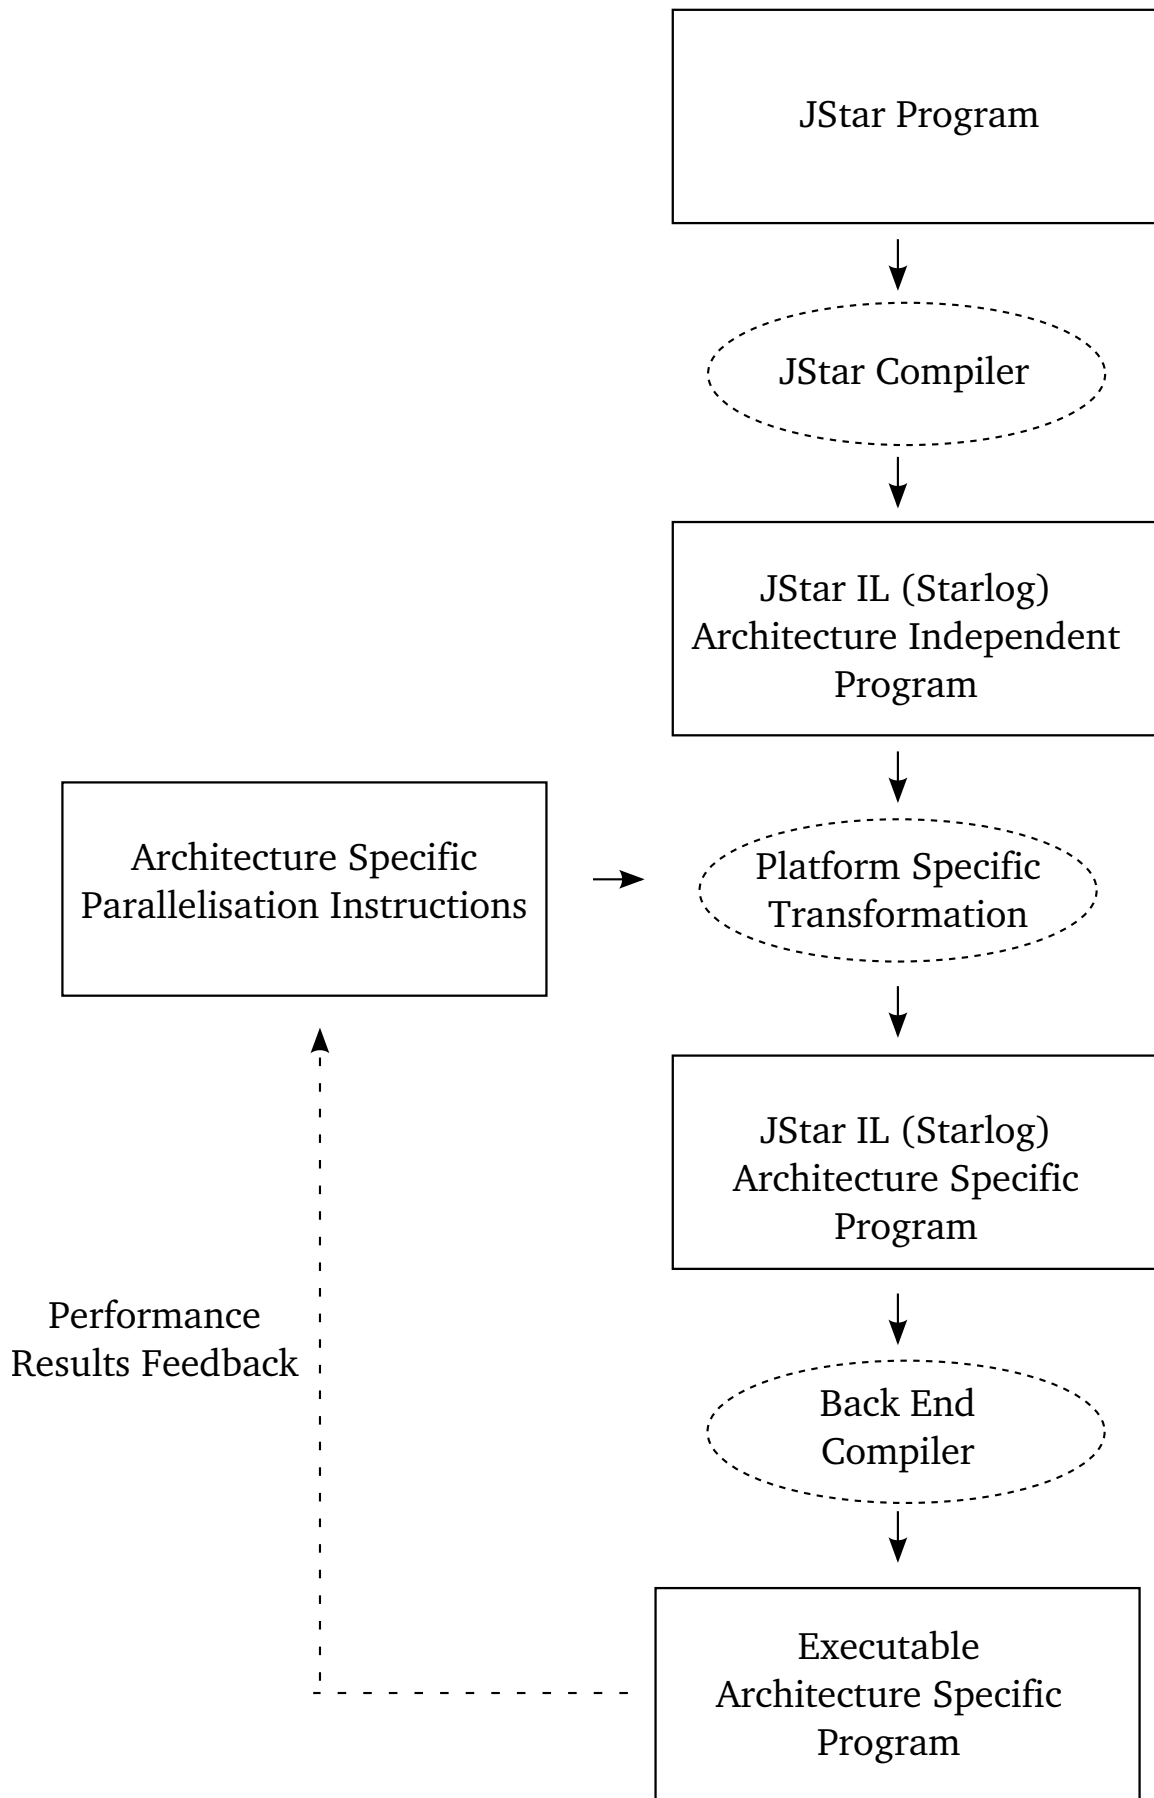 JStar Program
JStar Compiler
JStar IL (Starlog)
Architecture Independent
Program
Architecture Specific
Parallelisation Instructions
Platform Specific
Transformation
JStar IL (Starlog)
Architecture Specific
Program
Performance
Results Feedback
Back End
Compiler
Executable
Architecture Specific
Program